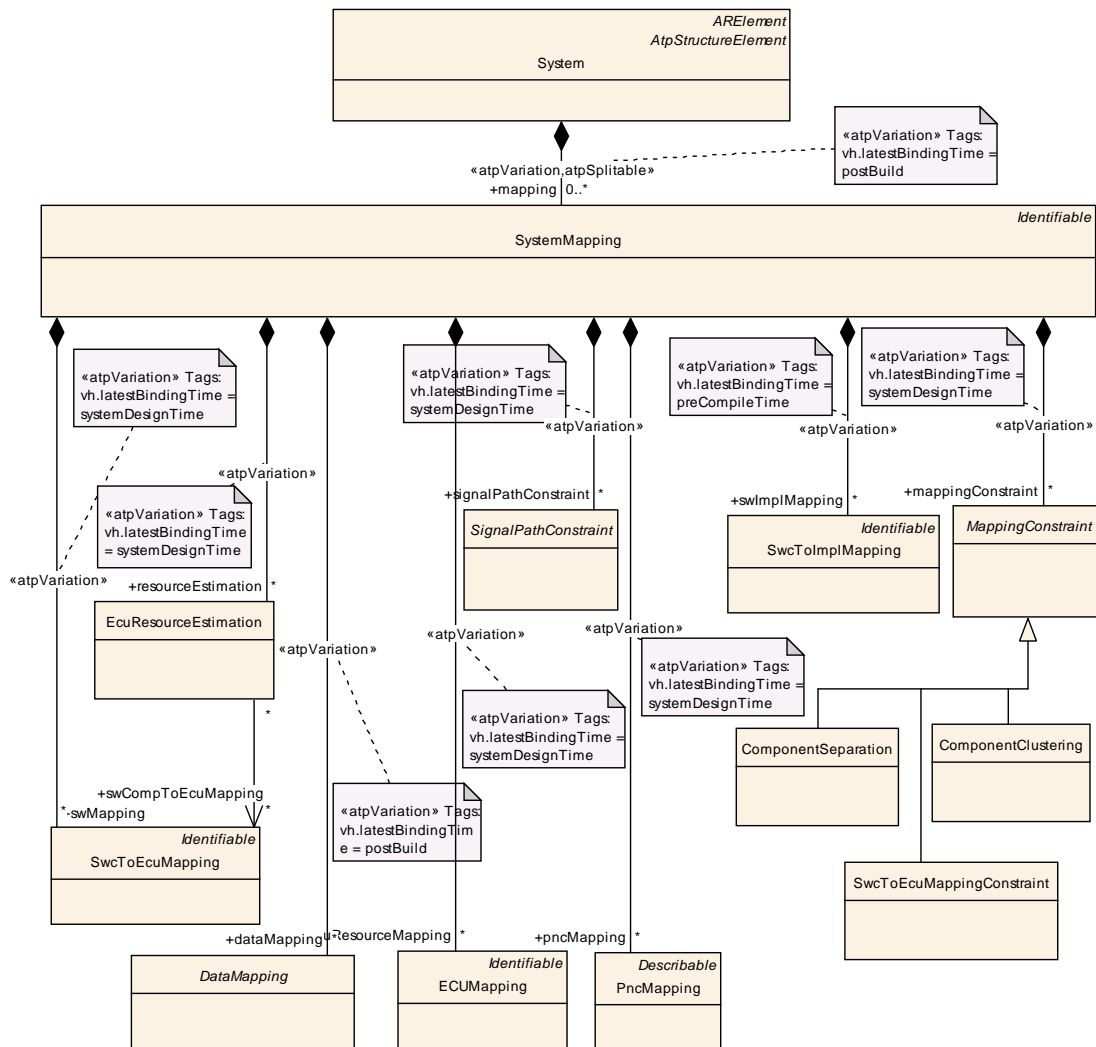 ARElement
AtpStructureElement
System
«atpVariation» Tags:
vh.latestBindingTime =
postBuild
«atpVariation,atpSplitable»
+mapping 0..*
Identifiable
SystemMapping
«atpVariation» Tags:
vh.latestBindingTime =
systemDesignTime
«atpVariation» Tags:
vh.latestBindingTime =
systemDesignTime
«atpVariation» Tags:
vh.latestBindingTime =
preCompileTime
«atpVariation» Tags:
vh.latestBindingTime =
systemDesignTime
«atpVariation»
«atpVariation»
«atpVariation»
«atpVariation»
+signalPathConstraint *
+swImplMapping *
+mappingConstraint *
«atpVariation» Tags:
vh.latestBindingTime
= systemDesignTime
SignalPathConstraint
Identifiable
SwcToImplMapping
MappingConstraint
«atpVariation»
+resourceEstimation *
EcuResourceEstimation
«atpVariation»
«atpVariation»
«atpVariation»
«atpVariation» Tags:
vh.latestBindingTime =
systemDesignTime
«atpVariation» Tags:
vh.latestBindingTime =
systemDesignTime
*
ComponentSeparation
ComponentClustering
+swCompToEcuMapping
*
* -swMapping
«atpVariation» Tags:
vh.latestBindingTim
e = postBuild
Identifiable
SwcToEcuMapping
SwcToEcuMappingConstraint
+dataMapping *
ResourceMapping *
+pncMapping *
DataMapping
Identifiable
ECUMapping
Describable
PncMapping